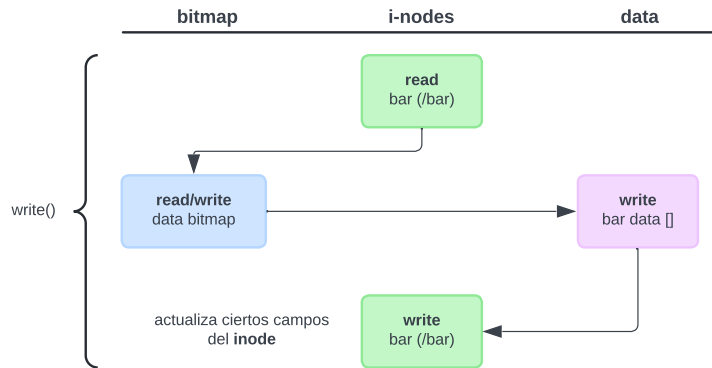 bitmap i-nodes data
read
bar (/bar)
read/write
data bitmap
write
bar data []
write()
actualiza ciertos campos
del inode
write
bar (/bar)